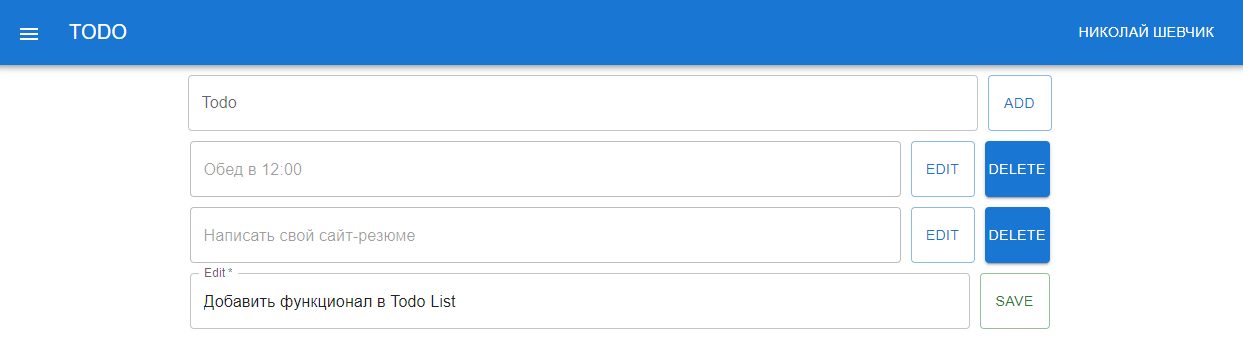 TODO НИКОЛАЙ ШЕВЧИК
Todo ADD
Обед в 12:00 EDIT DELETE
Написать свой сайт-резюме EDIT DELETE
Edit *
Добавить функционал в Todo List SAVE